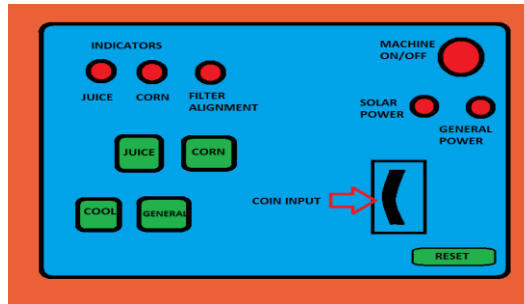 INDICATORS
JUICE
CORN
FILTER
ALIGNMENT
MACHINE
ON/OFF
SOLAR
POWER
GENERAL
POWER
JUICE
CORN
COOL
GENERAL
COIN INPUT
RESET